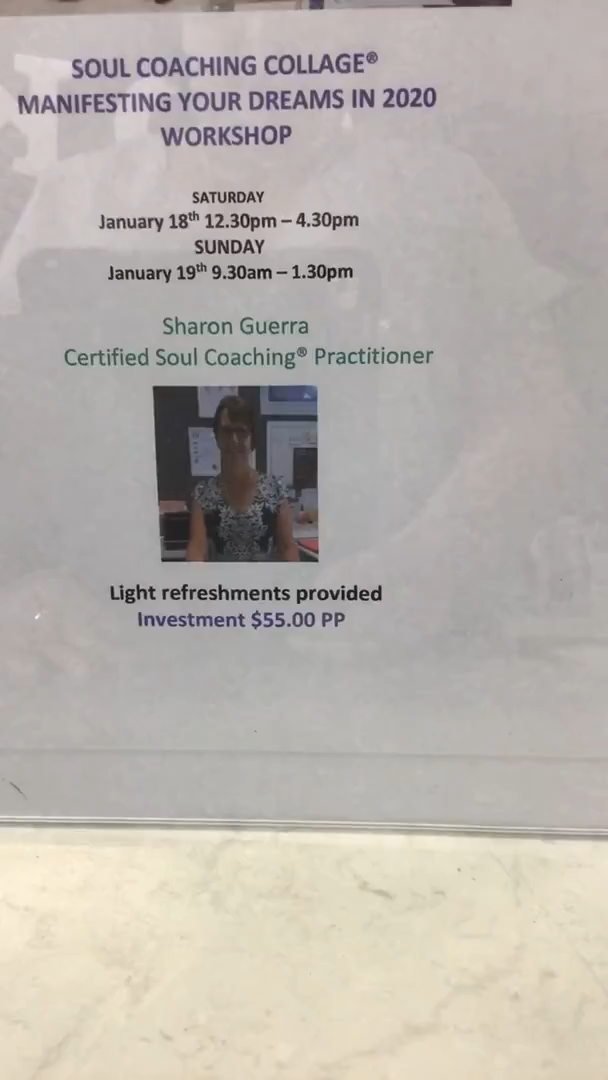 SOUL COACHING COLLAGE®
MANIFESTING YOUR DREAMS IN 2020
WORKSHOP
SATURDAY
January 18th 12.30pm – 4.30pm
SUNDAY
January 19th 9.30am – 1.30pm
Sharon Guerra
Certified Soul Coaching® Practitioner
Light refreshments provided
Investment $55.00 PP